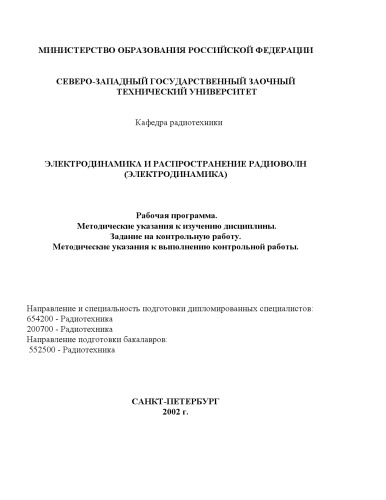 МИНИСТЕРСТВО ОБРАЗОВАНИЯ РОССИЙСКОЙ ФЕДЕРАЦИИ
СЕВЕРО-ЗАПАДНЫЙ ГОСУДАРСТВЕННЫЙ ЗАОЧНЫЙ
ТЕХНИЧЕСКИЙ УНИВЕРСИТЕТ
Кафедра радиотехники
ЭЛЕКТРОДИНАМИКА И РАСПРОСТРАНЕНИЕ РАДИОВОЛН
(ЭЛЕКТРОДИНАМИКА)
Рабочая программа.
Методические указания к изучению дисциплины.
Задание на контрольную работу.
Методические указания к выполнению контрольной работы.
Направление и специальность подготовки дипломированных специалистов:
654200 - Радиотехника
200700 - Радиотехника
Направление подготовки бакалавров:
552500 - Радиотехника
САНКТ-ПЕТЕРБУРГ
2002 г.